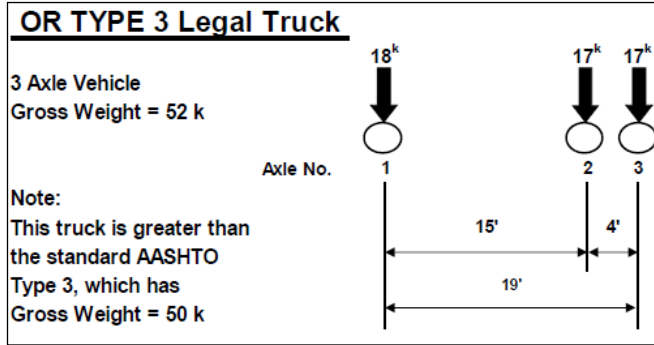 OR TYPE 3 Legal Truck
18k 17k 17k
3 Axle Vehicle
Gross Weight = 52 k
Axle No. 1 2 3
Note:
This truck is greater than
the standard AASHTO
Type 3, which has
Gross Weight = 50 k
15' 4'
19'